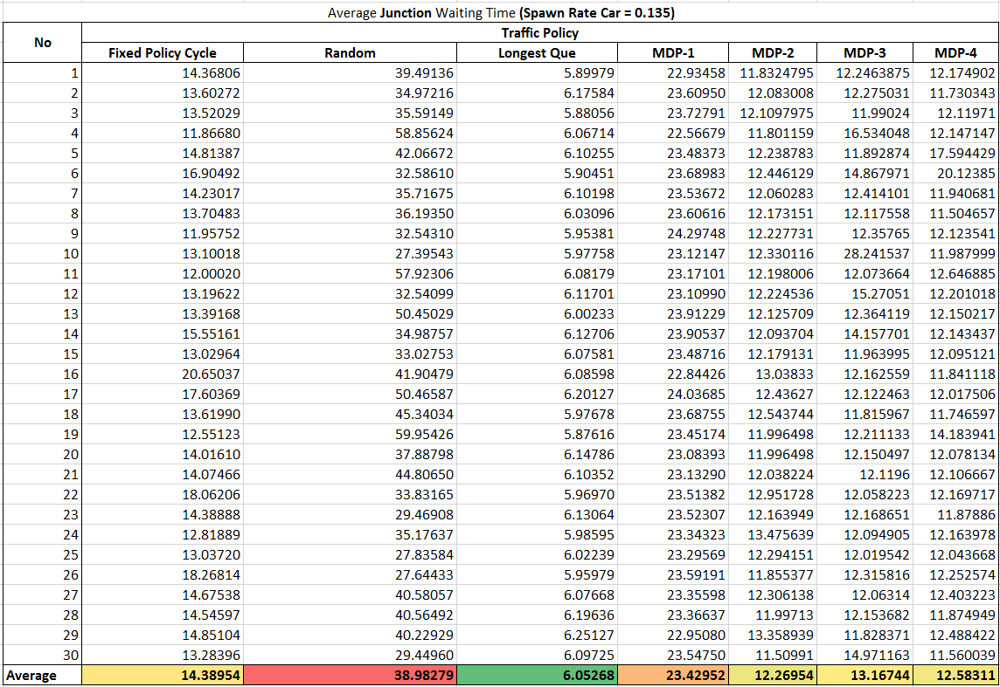 Average Junction Waiting Time (Spawn Rate Car = 0.135)
No Traffic Policy
Fixed Policy Cycle Random Longest Que MDP-1 MDP-2 MDP-3 MDP-4
1 14.36806 39.49136 5.89979 22.93458 11.8324795 12.2463875 12.174902
2 13.60272 34.97216 6.17584 23.60950 12.083008 12.275031 11.730343
3 13.52029 35.59149 5.88056 23.72791 12.1097975 11.99024 12.11971
4 11.86680 58.85624 6.06714 22.56679 11.801159 16.534048 12.147147
5 14.81387 42.06672 6.10255 23.48373 12.238783 11.892874 17.594429
6 16.90492 32.58610 5.90451 23.68983 12.446129 14.867971 20.12385
7 14.23017 35.71675 6.10198 23.53672 12.060283 12.414101 11.940681
8 13.70483 36.19350 6.03096 23.60616 12.173151 12.117558 11.504657
9 11.95752 32.54310 5.95381 24.29748 12.227731 12.35765 12.123541
10 13.10018 27.39543 5.97758 23.12147 12.330116 28.241537 11.987999
11 12.00020 57.92306 6.08179 23.17101 12.198006 12.073664 12.646885
12 13.19622 32.54099 6.11701 23.10990 12.224536 15.27051 12.201018
13 13.39168 50.45029 6.00233 23.91229 12.125709 12.364119 12.150217
14 15.55161 34.98757 6.12706 23.90537 12.093704 14.157701 12.143437
15 13.02964 33.02753 6.07581 23.48716 12.179131 11.963995 12.095121
16 20.65037 41.90479 6.08598 22.84426 13.03833 12.162559 11.841118
17 17.60369 50.46587 6.20127 24.03685 12.43627 12.122463 12.017506
18 13.61990 45.34034 5.97678 23.68755 12.543744 11.815967 11.746597
19 12.55123 59.95426 5.87616 23.45174 11.996498 12.211133 14.183941
20 14.01610 37.88798 6.14786 23.08393 11.996498 12.150497 12.078134
21 14.07466 44.80650 6.10352 23.13290 12.038224 12.1196 12.106667
22 18.06206 33.83165 5.96970 23.51382 12.951728 12.058223 12.169717
23 14.38888 29.46908 6.13064 23.52307 12.163949 12.168651 11.87886
24 12.81889 35.17637 5.98595 23.34323 13.475639 12.094905 12.163978
25 13.03720 27.83584 6.02239 23.29569 12.294151 12.019542 12.043668
26 18.26814 27.64433 5.95979 23.59191 11.855377 12.315816 12.252574
27 14.67538 40.58057 6.07668 23.35598 12.306138 12.06314 12.403223
28 14.54597 40.56492 6.19636 23.36637 11.99713 12.153682 11.874949
29 14.85104 40.22929 6.25127 22.95080 13.358939 11.828371 12.488422
30 13.28396 29.44960 6.09725 23.54750 11.50991 14.971163 11.560039
Average 14.38954 38.98279 6.05268 23.42952 12.26954 13.16744 12.58311